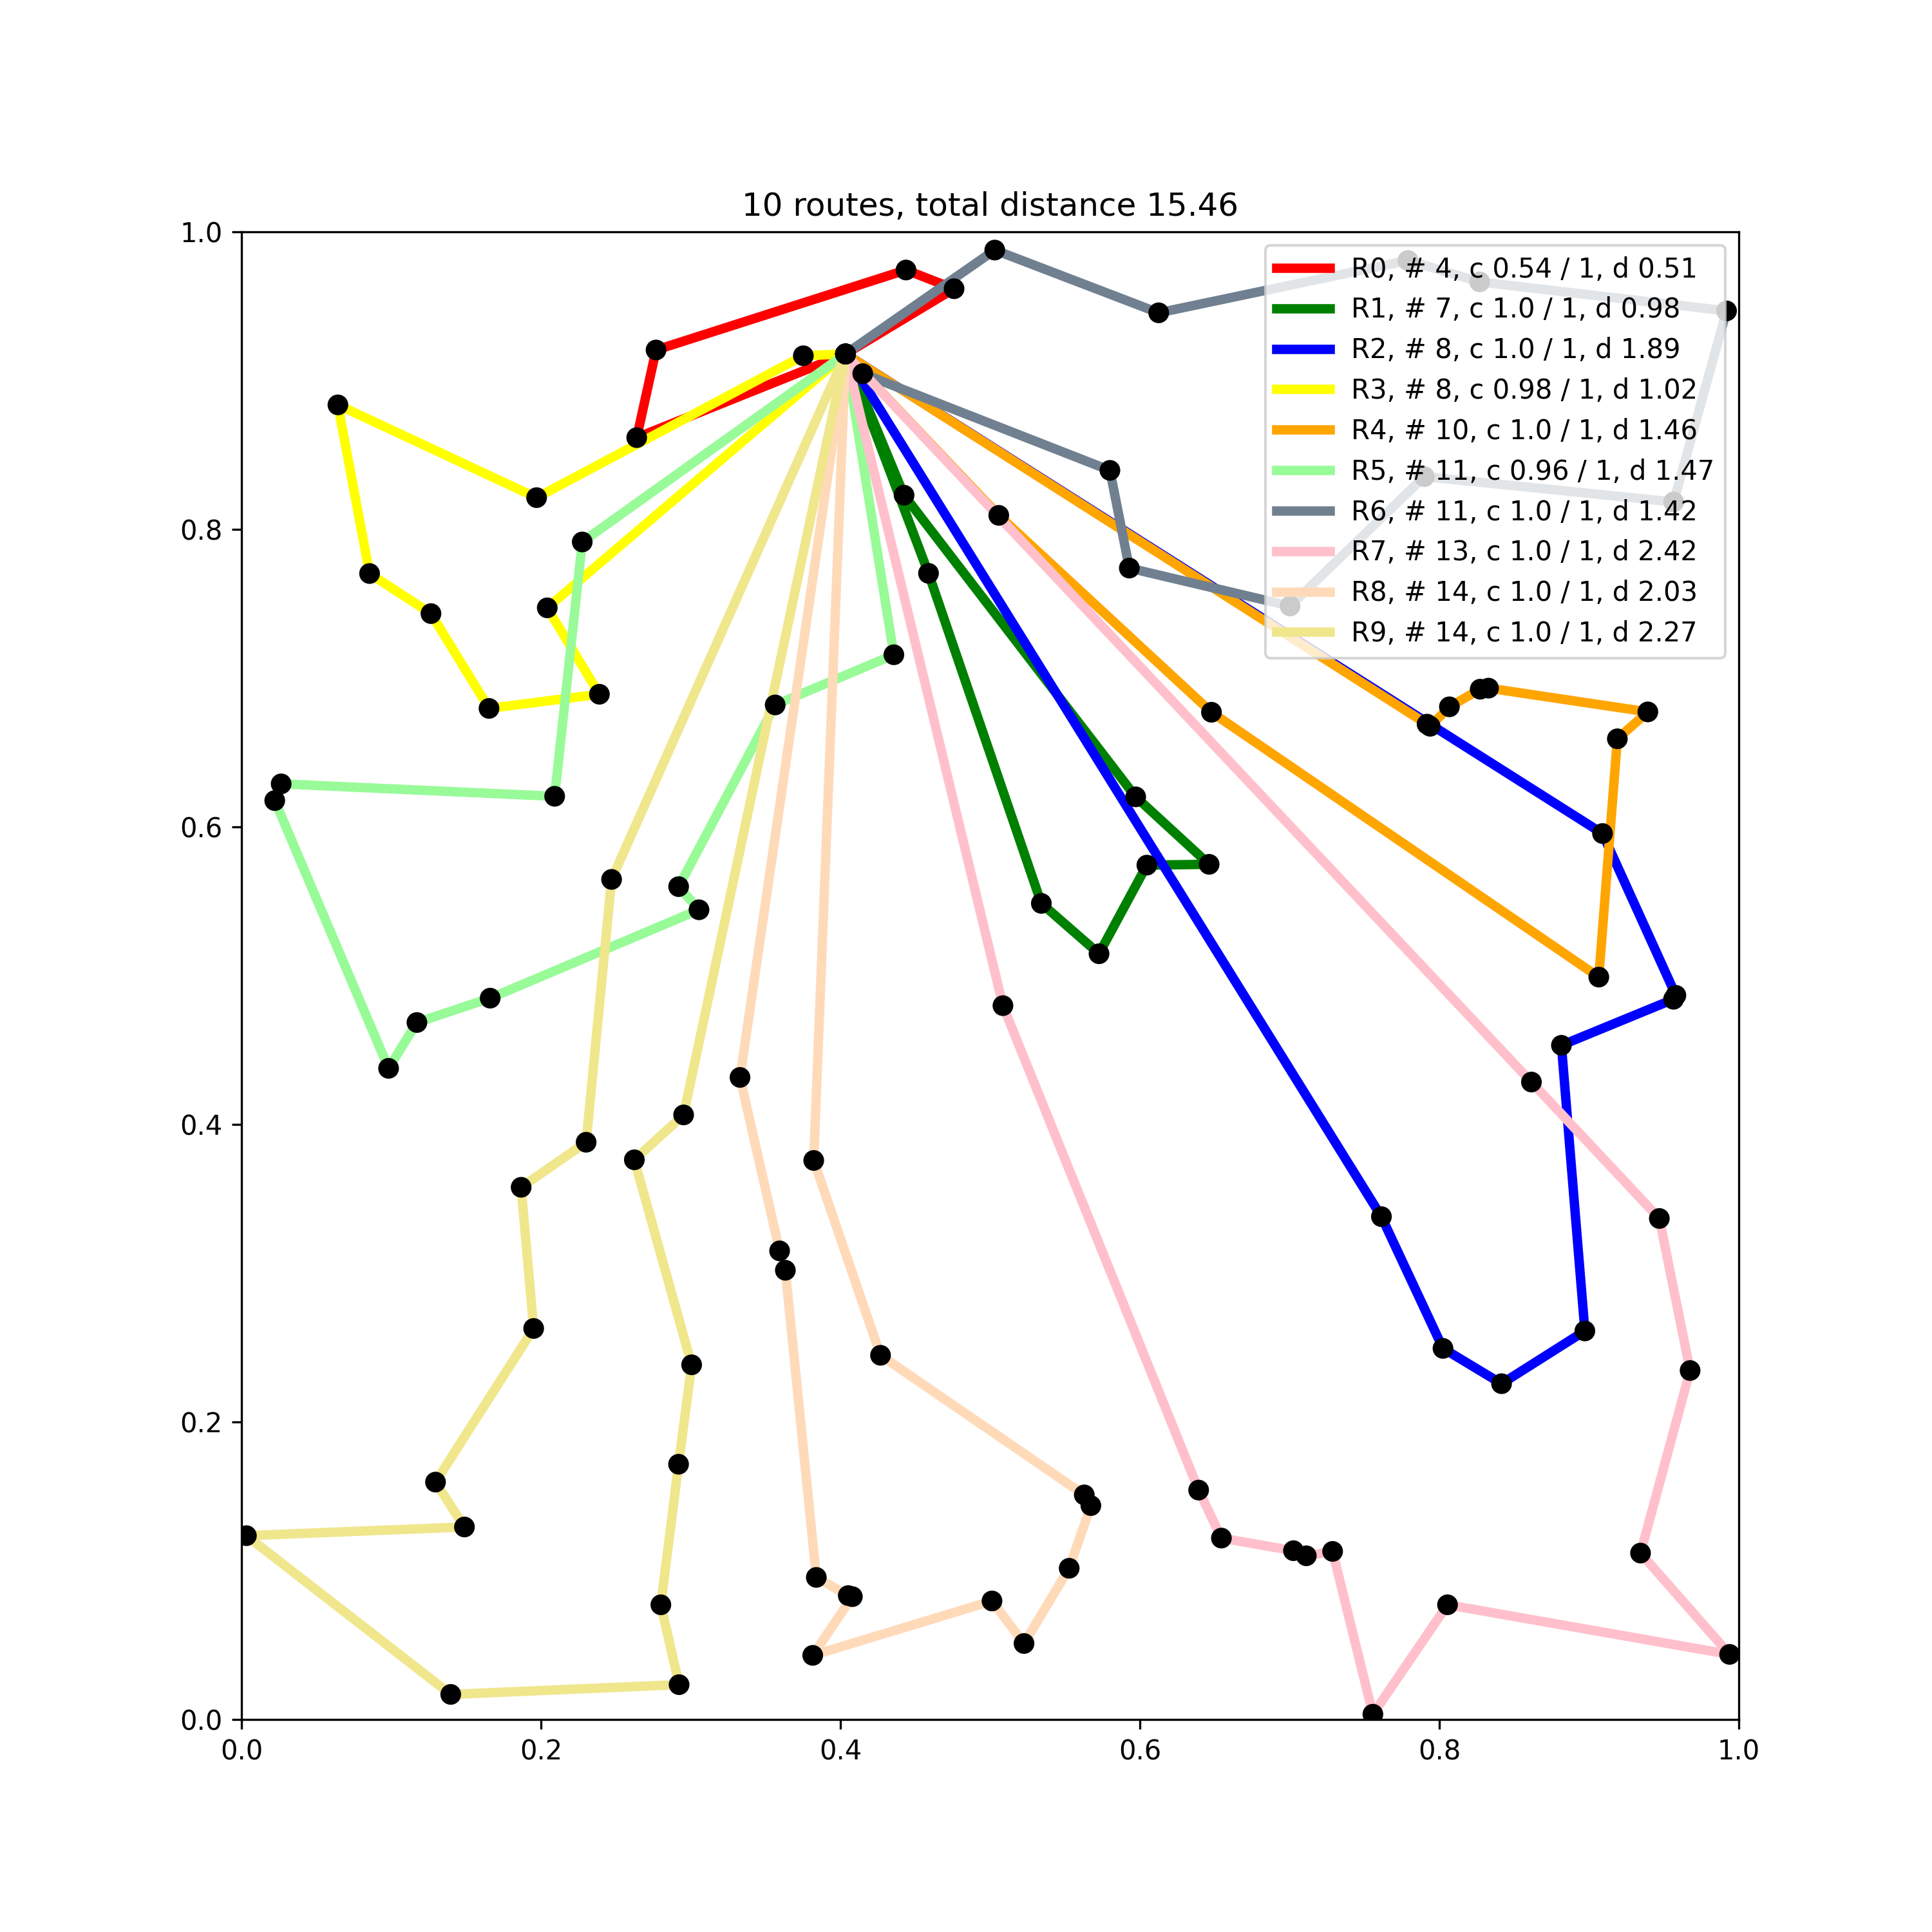 10 routes, total distance 15.46
1.0
0.8
0.6
0.4
0.2
0.0
0.0 0.2 0.4 0.6 0.8 1.0
R0, # 4, c 0.54 / 1, d 0.51
R1, # 7, c 1.0 / 1, d 0.98
R2, # 8, c 1.0 / 1, d 1.89
R3, # 8, c 0.98 / 1, d 1.02
R4, # 10, c 1.0 / 1, d 1.46
R5, # 11, c 0.96 / 1, d 1.47
R6, # 11, c 1.0 / 1, d 1.42
R7, # 13, c 1.0 / 1, d 2.42
R8, # 14, c 1.0 / 1, d 2.03
R9, # 14, c 1.0 / 1, d 2.27